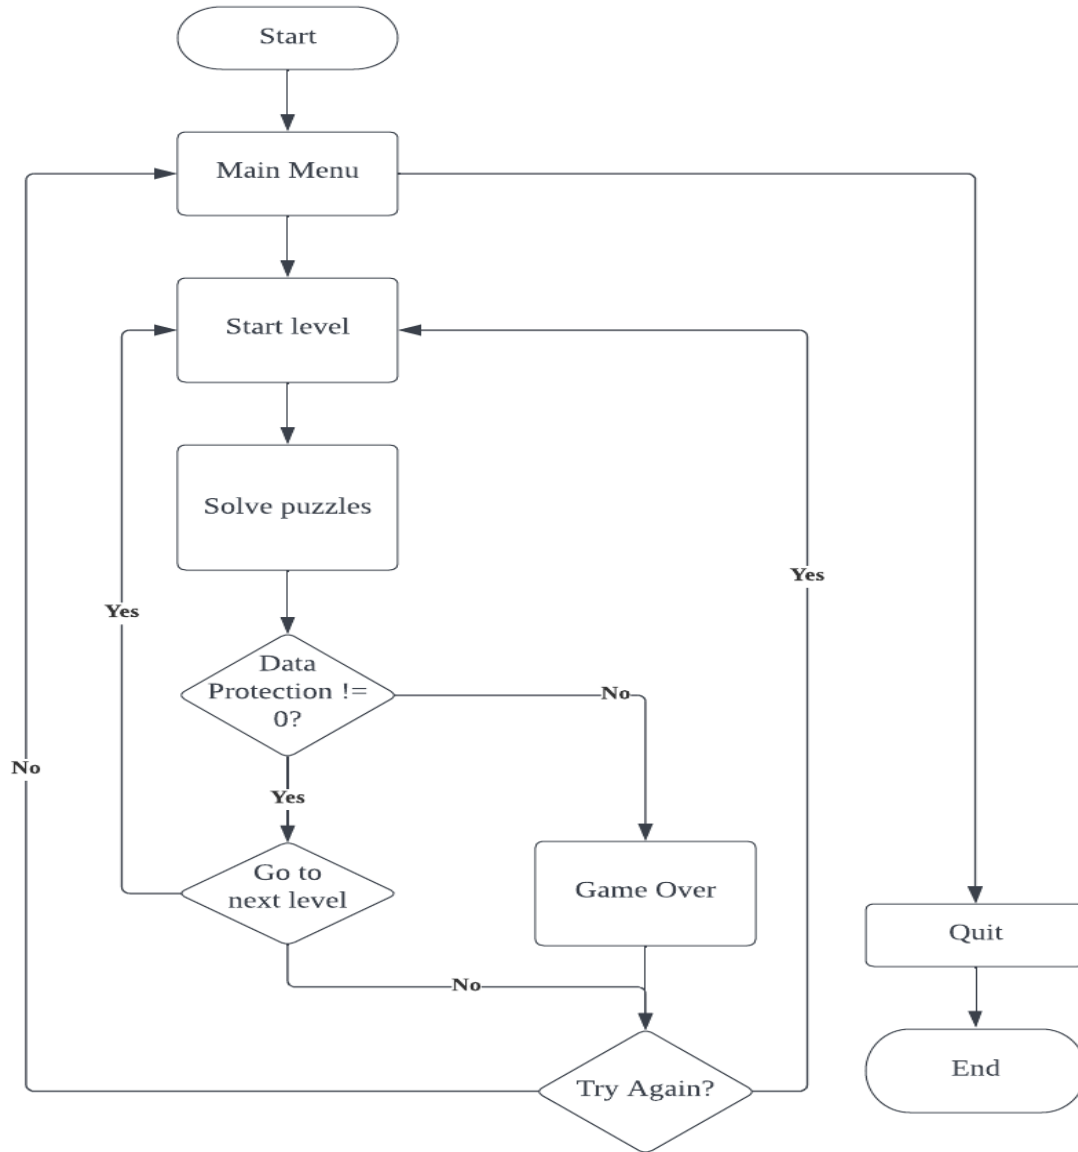 Start
Main Menu
Start level
Solve puzzles
Yes
Yes
Data
Protection !=
0?
No
No
Yes
Go to
next level
Game Over
Quit
No
Try Again?
End